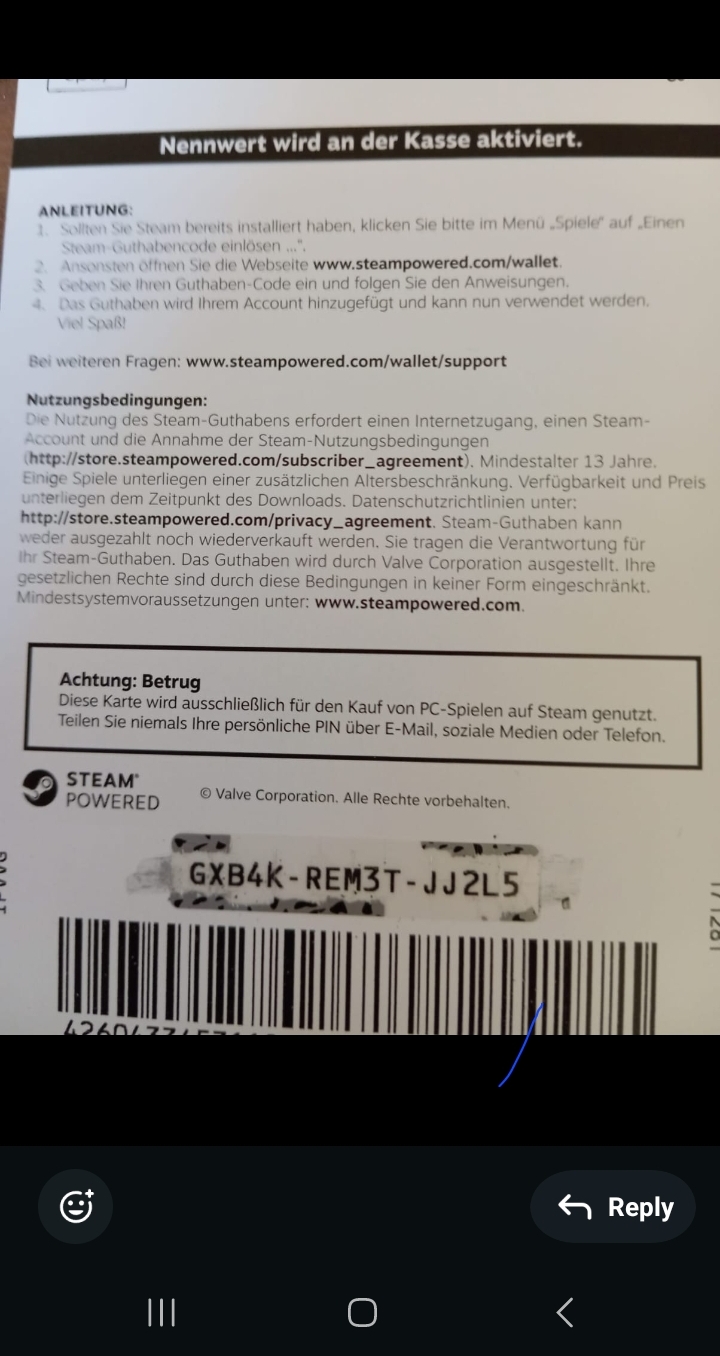 Nennwert wird an der Kasse aktiviert.
ANLEITUNG:
1. Sollten Sie Steam bereits installiert haben, klicken Sie bitte im Menü „Spiele“ auf „Einen
Steam-Guthabencode einlösen ...“.
2. Ansonsten öffnen Sie die Webseite www.steampowered.com/wallet.
3. Geben Sie Ihren Guthaben-Code ein und folgen Sie den Anweisungen.
4. Das Guthaben wird Ihrem Account hinzugefügt und kann nun verwendet werden.
Viel Spaß!
Bei weiteren Fragen: www.steampowered.com/wallet/support
Nutzungsbedingungen:
Die Nutzung des Steam-Guthabens erfordert einen Internetzugang, einen Steam-
Account und die Annahme der Steam-Nutzungsbedingungen
(http://store.steampowered.com/subscriber_agreement). Mindestalter 13 Jahre.
Einige Spiele unterliegen einer zusätzlichen Altersbeschränkung. Verfügbarkeit und Preis
unterliegen dem Zeitpunkt des Downloads. Datenschutzrichtlinien unter:
http://store.steampowered.com/privacy_agreement. Steam-Guthaben kann
weder ausgezahlt noch wiederverkauft werden. Sie tragen die Verantwortung für
Ihr Steam-Guthaben. Das Guthaben wird durch Valve Corporation ausgestellt. Ihre
gesetzlichen Rechte sind durch diese Bedingungen in keiner Form eingeschränkt.
Mindestsystemvoraussetzungen unter: www.steampowered.com.
Achtung: Betrug
Diese Karte wird ausschließlich für den Kauf von PC-Spielen auf Steam genutzt.
Teilen Sie niemals Ihre persönliche PIN über E-Mail, soziale Medien oder Telefon.
STEAM
POWERED
© Valve Corporation. Alle Rechte vorbehalten.
GXB4K-REM3T-JJ2L5
Reply